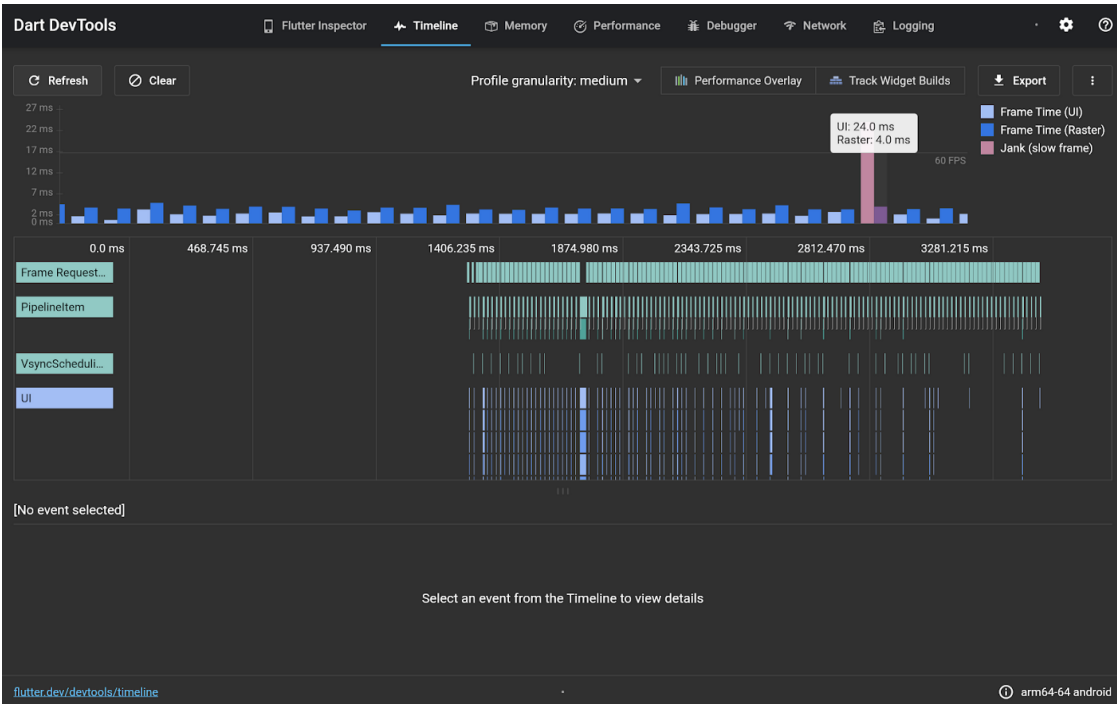 Dart DevTools
Flutter Inspector
Timeline
Memory
Performance
Debugger
Network
Logging
Refresh
Clear
Profile granularity: medium
Performance Overlay
Track Widget Builds
Export
27 ms
22 ms
17 ms
12 ms
7 ms
2 ms
0 ms
UI: 24.0 ms
Raster: 4.0 ms
60 FPS
Frame Time (UI)
Frame Time (Raster)
Jank (slow frame)
0.0 ms
468.745 ms
937.490 ms
1406.235 ms
1874.980 ms
2343.725 ms
2812.470 ms
3281.215 ms
Frame Request...
PipelineItem
VsyncScheduli...
UI
[No event selected]
Select an event from the Timeline to view details
flutter.dev/devtools/timeline
arm64-64 android